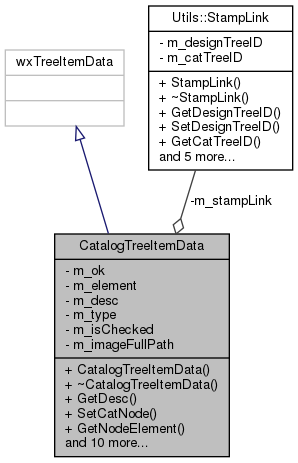 Utils::StampLink
- m_designTreeID
- m_catTreeID
+ StampLink()
+ ~StampLink()
+ GetDesignTreeID()
+ SetDesignTreeID()
+ GetCatTreeID()
and 5 more...
wxTreeItemData
-m_stampLink
CatalogTreeItemData
- m_ok
- m_element
- m_desc
- m_type
- m_isChecked
- m_imageFullPath
+ CatalogTreeItemData()
+ ~CatalogTreeItemData()
+ GetDesc()
+ SetCatNode()
+ GetNodeElement()
and 10 more...